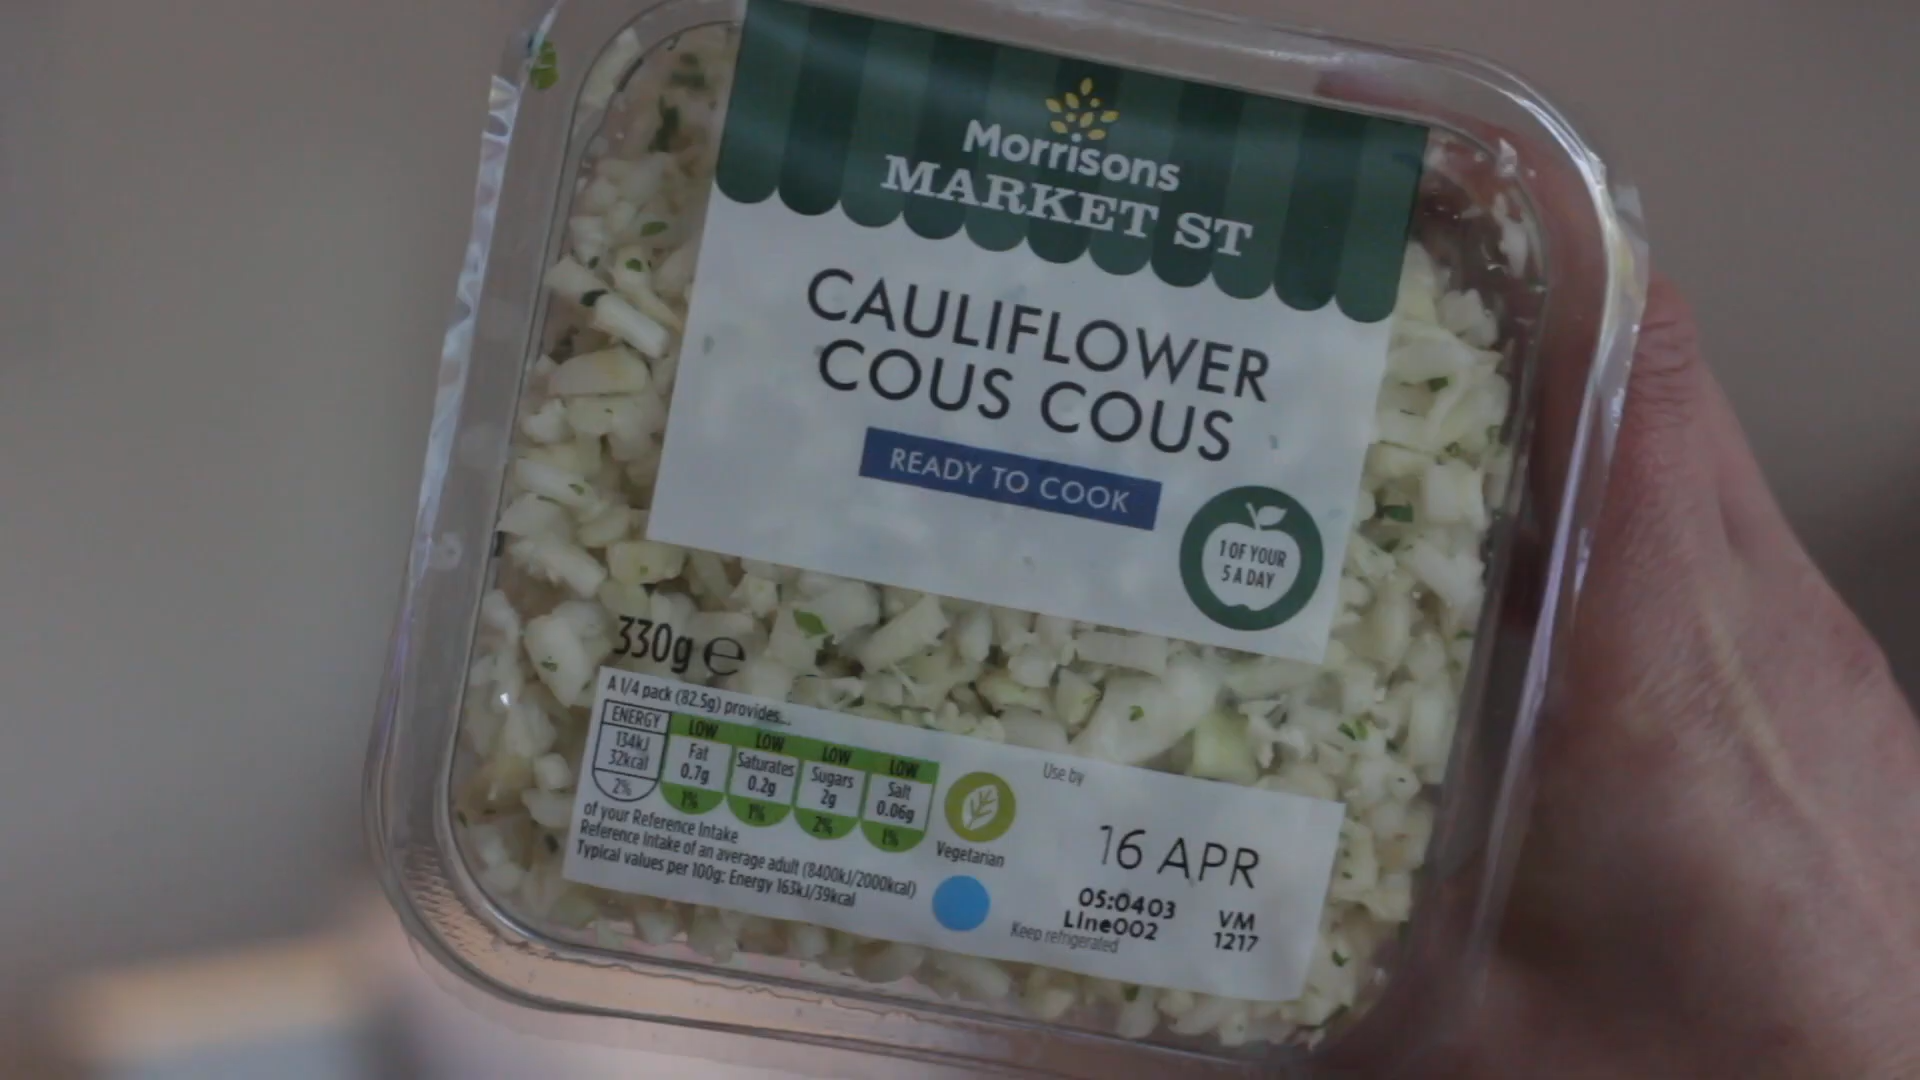 Morrisons
MARKET ST
CAULIFLOWER
COUS COUS
READY TO COOK
1 OF YOUR
5 A DAY
330g ℮
A 1/4 pack (82.5g) provides...
ENERGY
134kJ
32kcal
2%
LOW
Fat
0.7g
1%
LOW
Saturates
0.2g
1%
LOW
Sugars
2g
2%
LOW
Salt
0.06g
1%
of your Reference Intake
Reference intake of an average adult (8400kJ/2000kcal)
Typical values per 100g: Energy 163kJ/39kcal
Vegetarian
Use by
16 APR
05:0403 VM
Line002 1217
Keep refrigerated